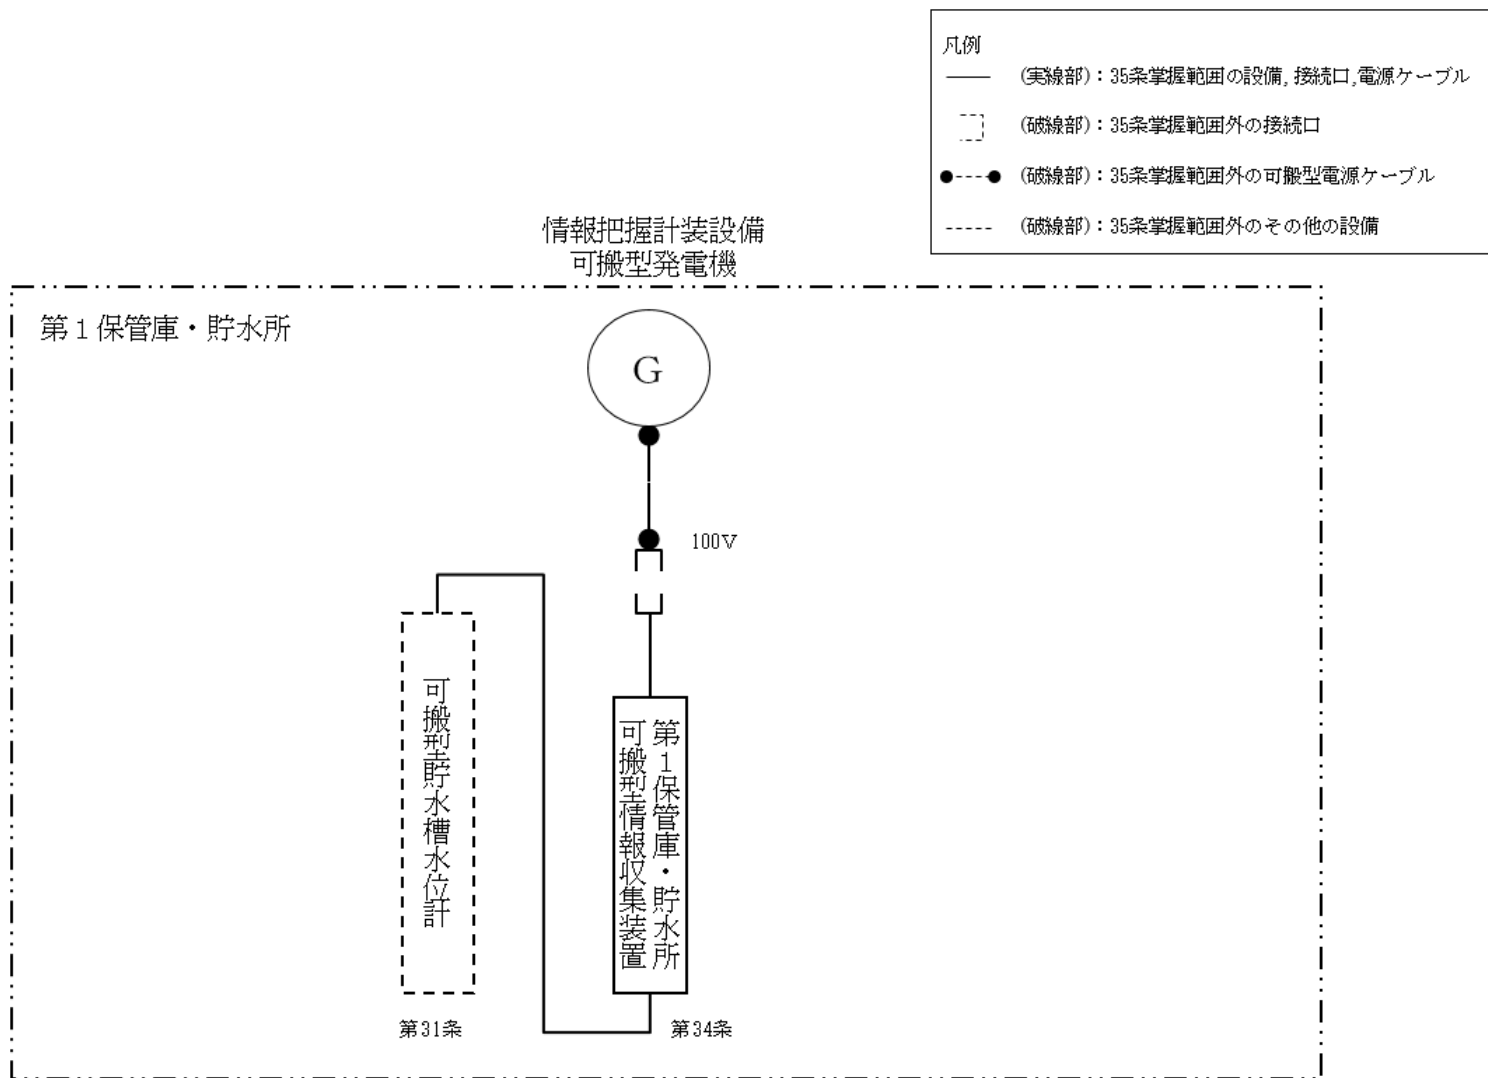 凡例
(実線部)：35条掌握範囲の設備, 接続口,電源ケーブル
(破線部)：35条掌握範囲外の接続口
(破線部)：35条掌握範囲外の可搬型電源ケーブル
(破線部)：35条掌握範囲外のその他の設備
情報把握計装設備
可搬型発電機
第１保管庫・貯水所
G
100V
可搬型貯水槽水位計
第１保管庫・貯水所
可搬型情報収集装置
第31条
第34条